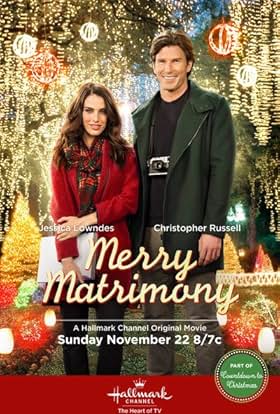 Jessica Lowndes Christopher Russell
Merry
Matrimony
A Hallmark Channel Original Movie
Sunday November 22 8/7c
PART OF
Countdown to
Christmas
Hallmark
CHANNEL
The Heart of TV